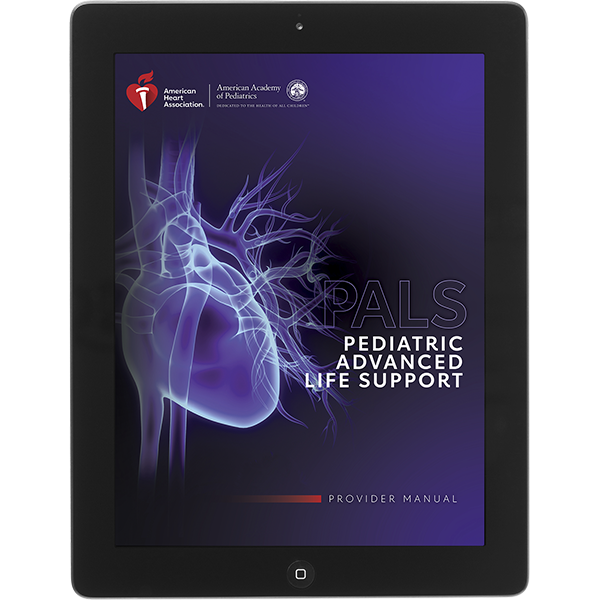 American
Heart
Association®
American Academy
of Pediatrics
DEDICATED TO THE HEALTH OF ALL CHILDREN®
PALS
PEDIATRIC
ADVANCED
LIFE SUPPORT
PROVIDER MANUAL